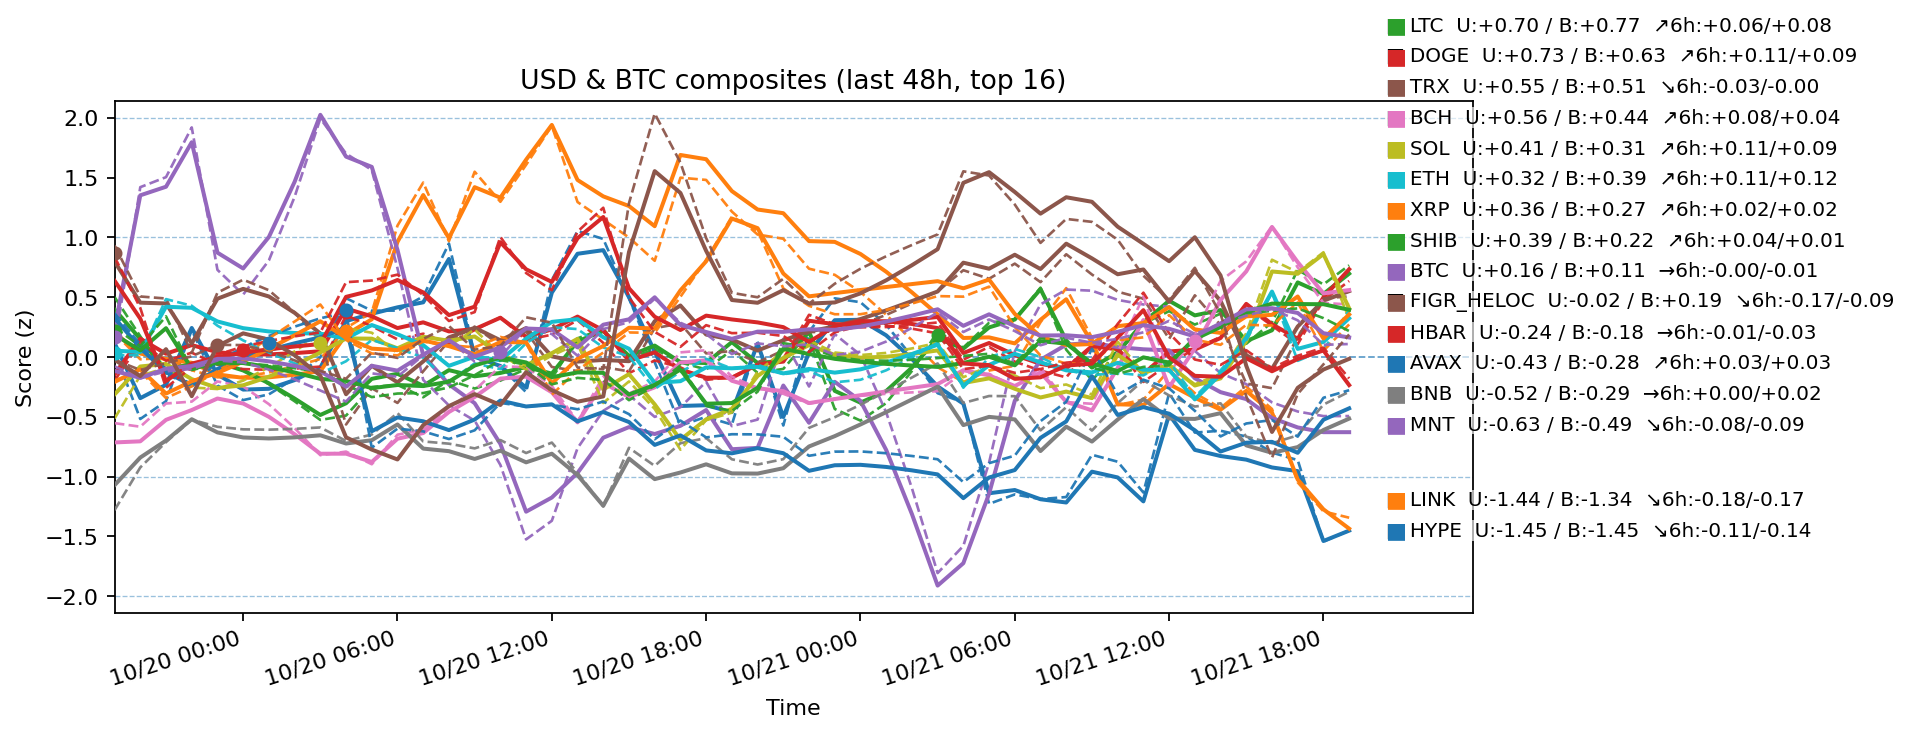 USD & BTC composites (last 48h, top 16)
LTC U:+0.70 / B:+0.77 ↗6h:+0.06/+0.08
DOGE U:+0.73 / B:+0.63 ↗6h:+0.11/+0.09
TRX U:+0.55 / B:+0.51 ↘6h:-0.03/-0.00
BCH U:+0.56 / B:+0.44 ↗6h:+0.08/+0.04
SOL U:+0.41 / B:+0.31 ↗6h:+0.11/+0.09
ETH U:+0.32 / B:+0.39 ↗6h:+0.11/+0.12
XRP U:+0.36 / B:+0.27 ↗6h:+0.02/+0.02
SHIB U:+0.39 / B:+0.22 ↗6h:+0.04/+0.01
BTC U:+0.16 / B:+0.11 →6h:-0.00/-0.01
FIGR_HELOC U:-0.02 / B:+0.19 ↘6h:-0.17/-0.09
HBAR U:-0.24 / B:-0.18 →6h:-0.01/-0.03
AVAX U:-0.43 / B:-0.28 ↗6h:+0.03/+0.03
BNB U:-0.52 / B:-0.29 →6h:+0.00/+0.02
MNT U:-0.63 / B:-0.49 ↘6h:-0.08/-0.09
LINK U:-1.44 / B:-1.34 ↘6h:-0.18/-0.17
HYPE U:-1.45 / B:-1.45 ↘6h:-0.11/-0.14
Score (z)
2.0
1.5
1.0
0.5
0.0
−0.5
−1.0
−1.5
−2.0
10/20 00:00
10/20 06:00
10/20 12:00
10/20 18:00
10/21 00:00
10/21 06:00
10/21 12:00
10/21 18:00
Time